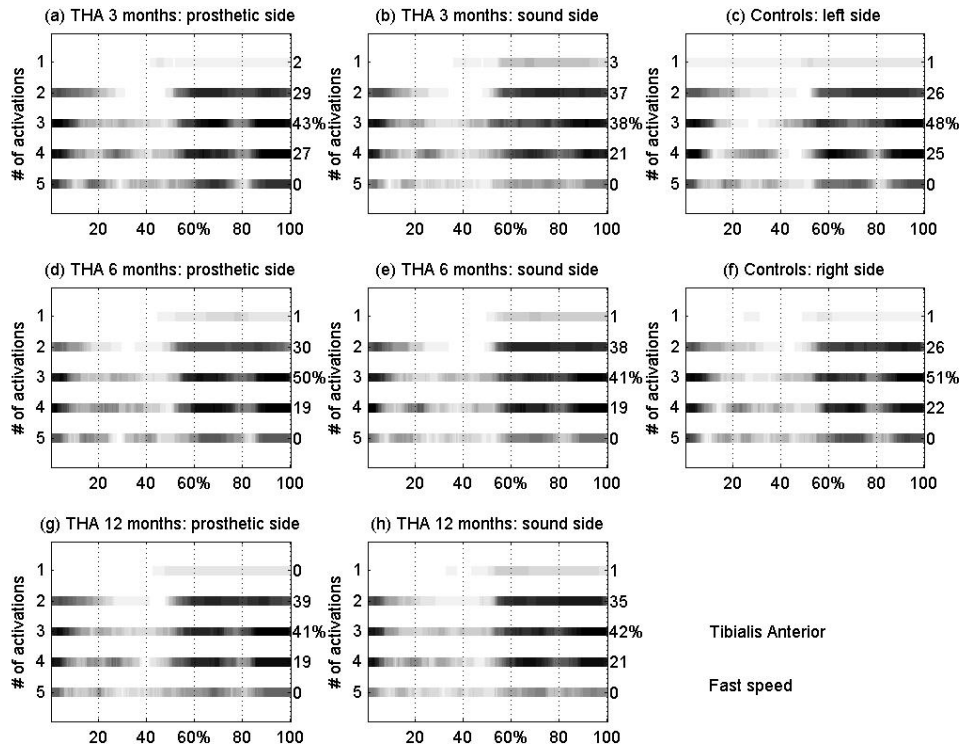 (a) THA 3 months: prosthetic side
(b) THA 3 months: sound side
(c) Controls: left side
# of activations
1 2
2 29
3 43%
4 27
5 0
20 40 60% 80 100
# of activations
1 3
2 37
3 38%
4 21
5 0
20 40 60% 80 100
# of activations
1 1
2 26
3 48%
4 25
5 0
20 40 60% 80 100
(d) THA 6 months: prosthetic side
(e) THA 6 months: sound side
(f) Controls: right side
# of activations
1 1
2 30
3 50%
4 19
5 0
20 40 60% 80 100
# of activations
1 1
2 38
3 41%
4 19
5 0
20 40 60% 80 100
# of activations
1 1
2 26
3 51%
4 22
5 0
20 40 60% 80 100
(g) THA 12 months: prosthetic side
(h) THA 12 months: sound side
# of activations
1 0
2 39
3 41%
4 19
5 0
20 40 60% 80 100
# of activations
1 1
2 35
3 42%
4 21
5 0
20 40 60% 80 100
Tibialis Anterior
Fast speed